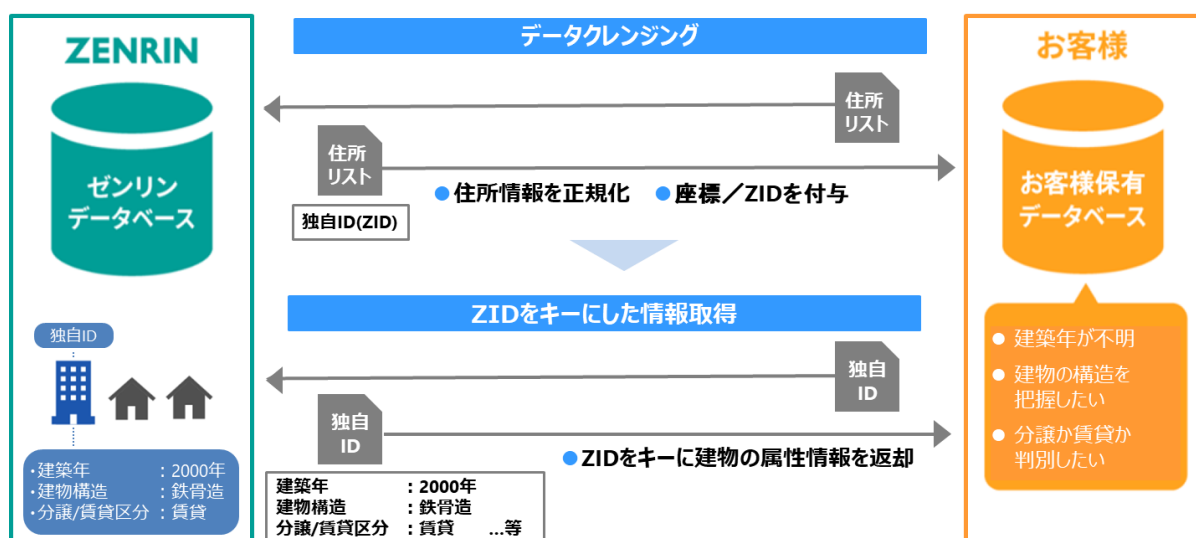 ZENRIN
ゼンリン
データベース
独自ID
・建築年 : 2000年
・建物構造 : 鉄骨造
・分譲/賃貸区分 : 賃貸
データクレンジング
住所
リスト
住所
リスト
独自ID(ZID)
●住所情報を正規化 ●座標／ZIDを付与
ZIDをキーにした情報取得
独自
ID
独自
ID
●ZIDをキーに建物の属性情報を返却
建築年 : 2000年
建物構造 : 鉄骨造
分譲/賃貸区分 : 賃貸 …等
お客様
お客様保有
データベース
● 建築年が不明
● 建物の構造を
把握したい
● 分譲か賃貸か
判別したい